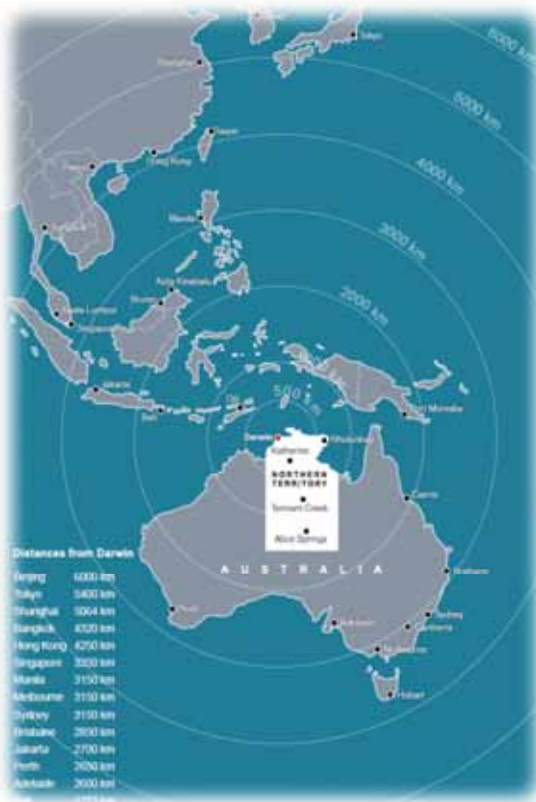 Tokyo
Shanghai
6000 km
5000 km
Taipei
Hong Kong
4000 km
Bangkok
Manila
3000 km
Kota Kinabalu
Brunei
2000 km
Kuala Lumpur
Singapore
500 km
Jakarta
Bali
Dili
Port Moresby
Darwin
Nhulunbuy
Katherine
NORTHERN
TERRITORY
Cairns
Tennant Creek
Alice Springs
AUSTRALIA
Brisbane
Perth
Adelaide
Sydney
Canberra
Melbourne
Hobart
Distances from Darwin
Beijing 6000 km
Tokyo 5400 km
Shanghai 5064 km
Bangkok 4320 km
Hong Kong 4250 km
Singapore 3350 km
Manila 3150 km
Melbourne 3150 km
Sydney 3150 km
Brisbane 2850 km
Jakarta 2700 km
Perth 2650 km
Adelaide 2600 km